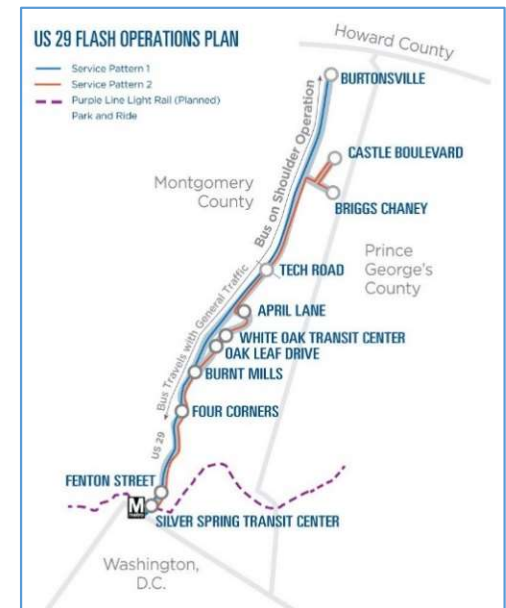 US 29 FLASH OPERATIONS PLAN
Service Pattern 1
Service Pattern 2
Purple Line Light Rail (Planned)
Park and Ride
Howard County
BURTONSVILLE
Bus on Shoulder Operation
CASTLE BOULEVARD
Montgomery
County
BRIGGS CHANEY
Prince
George's
County
TECH ROAD
Bus Travels with General Traffic
APRIL LANE
WHITE OAK TRANSIT CENTER
OAK LEAF DRIVE
BURNT MILLS
FOUR CORNERS
US 29
FENTON STREET
M
SILVER SPRING TRANSIT CENTER
Washington,
D.C.